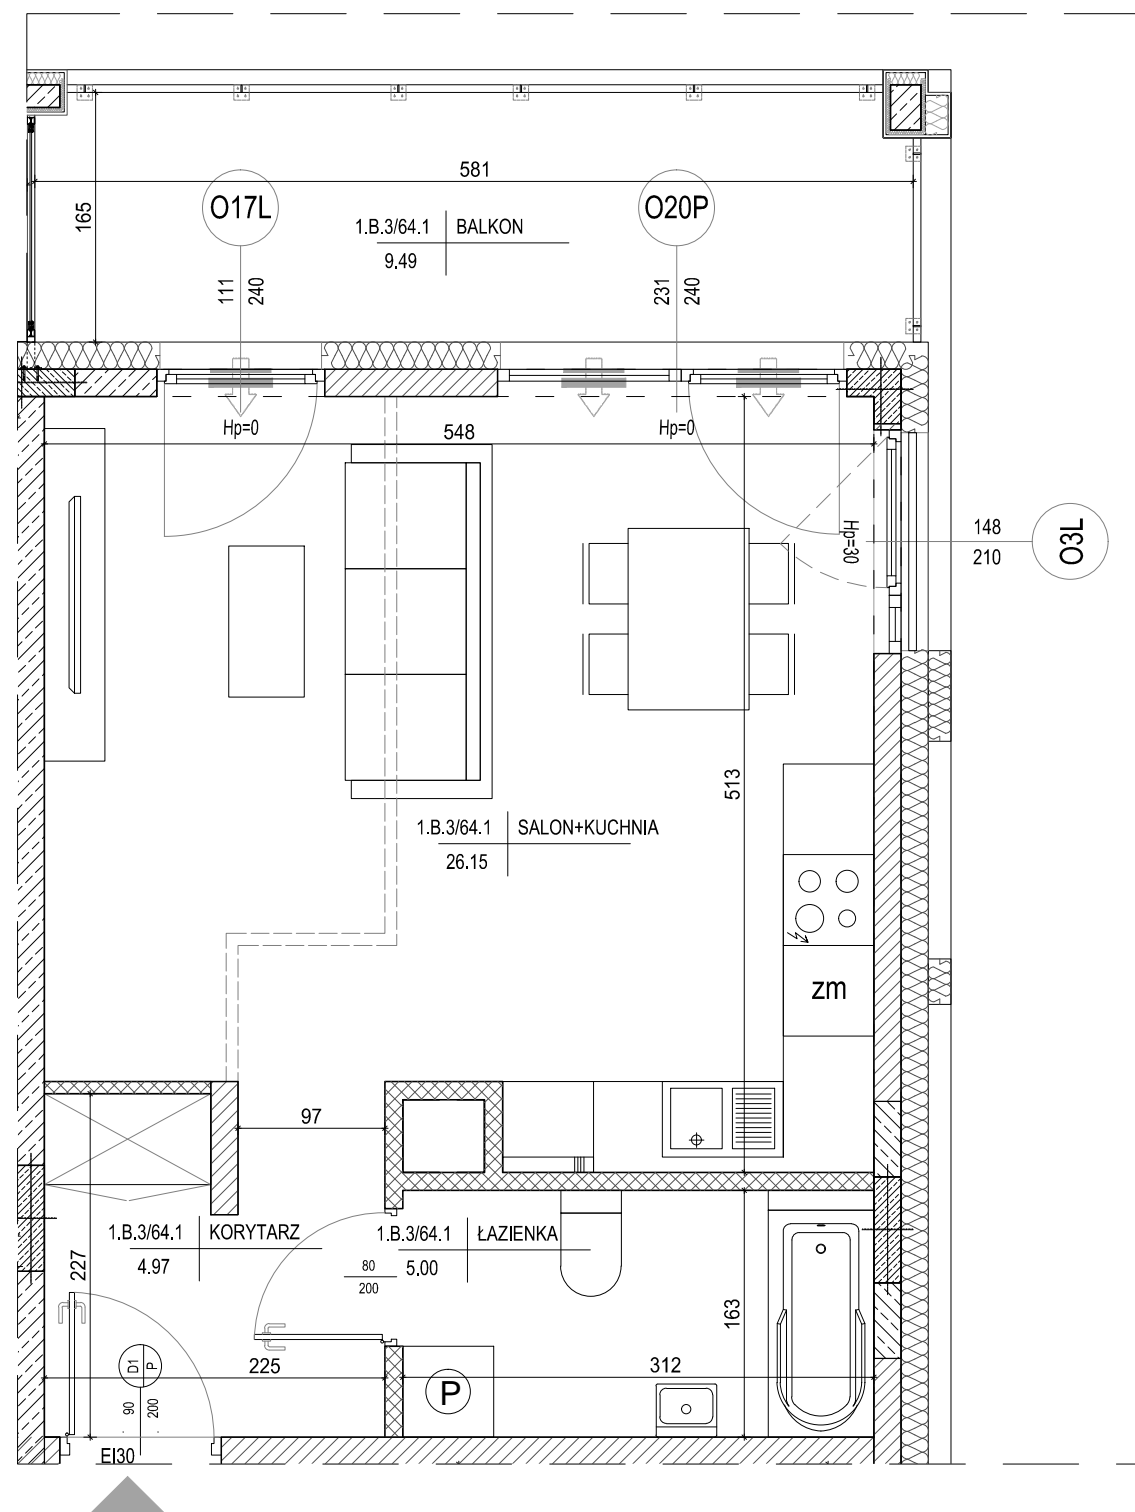 581
165
O17L
O20P
1.B.3/64.1 BALKON
9.49
111
240
231
240
Hp=0
548
Hp=0
Hp=30
148
210
O3L
513
1.B.3/64.1 SALON+KUCHNIA
26.15
zm
97
1.B.3/64.1 KORYTARZ
4.97
1.B.3/64.1 ŁAZIENKA
5.00
80
200
227
163
225
312
D1
P
90
200
P
EI30